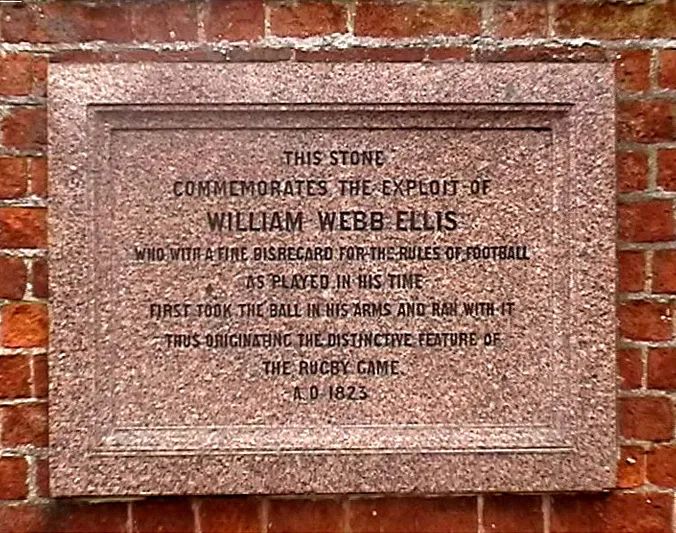 THIS STONE
COMMEMORATES THE EXPLOIT OF
WILLIAM WEBB ELLIS
WHO WITH A FINE DISREGARD FOR THE RULES OF FOOTBALL
AS PLAYED IN HIS TIME
FIRST TOOK THE BALL IN HIS ARMS AND RAN WITH IT
THUS ORIGINATING THE DISTINCTIVE FEATURE OF
THE RUGBY GAME.
A.D. 1823